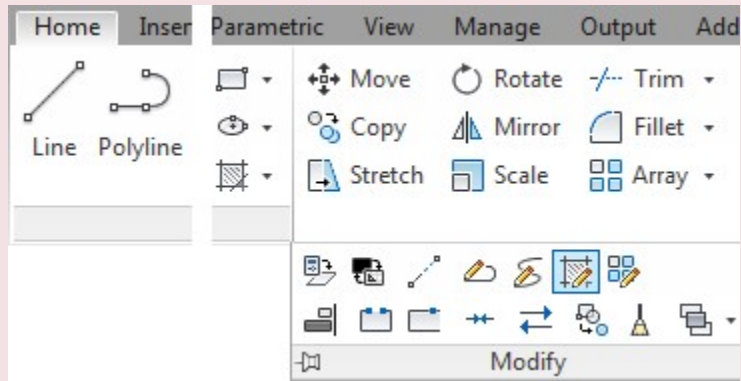 Home Inser Parametric View Manage Output Add
Move Rotate Trim
Line Polyline Copy Mirror Fillet
Stretch Scale Array
Modify